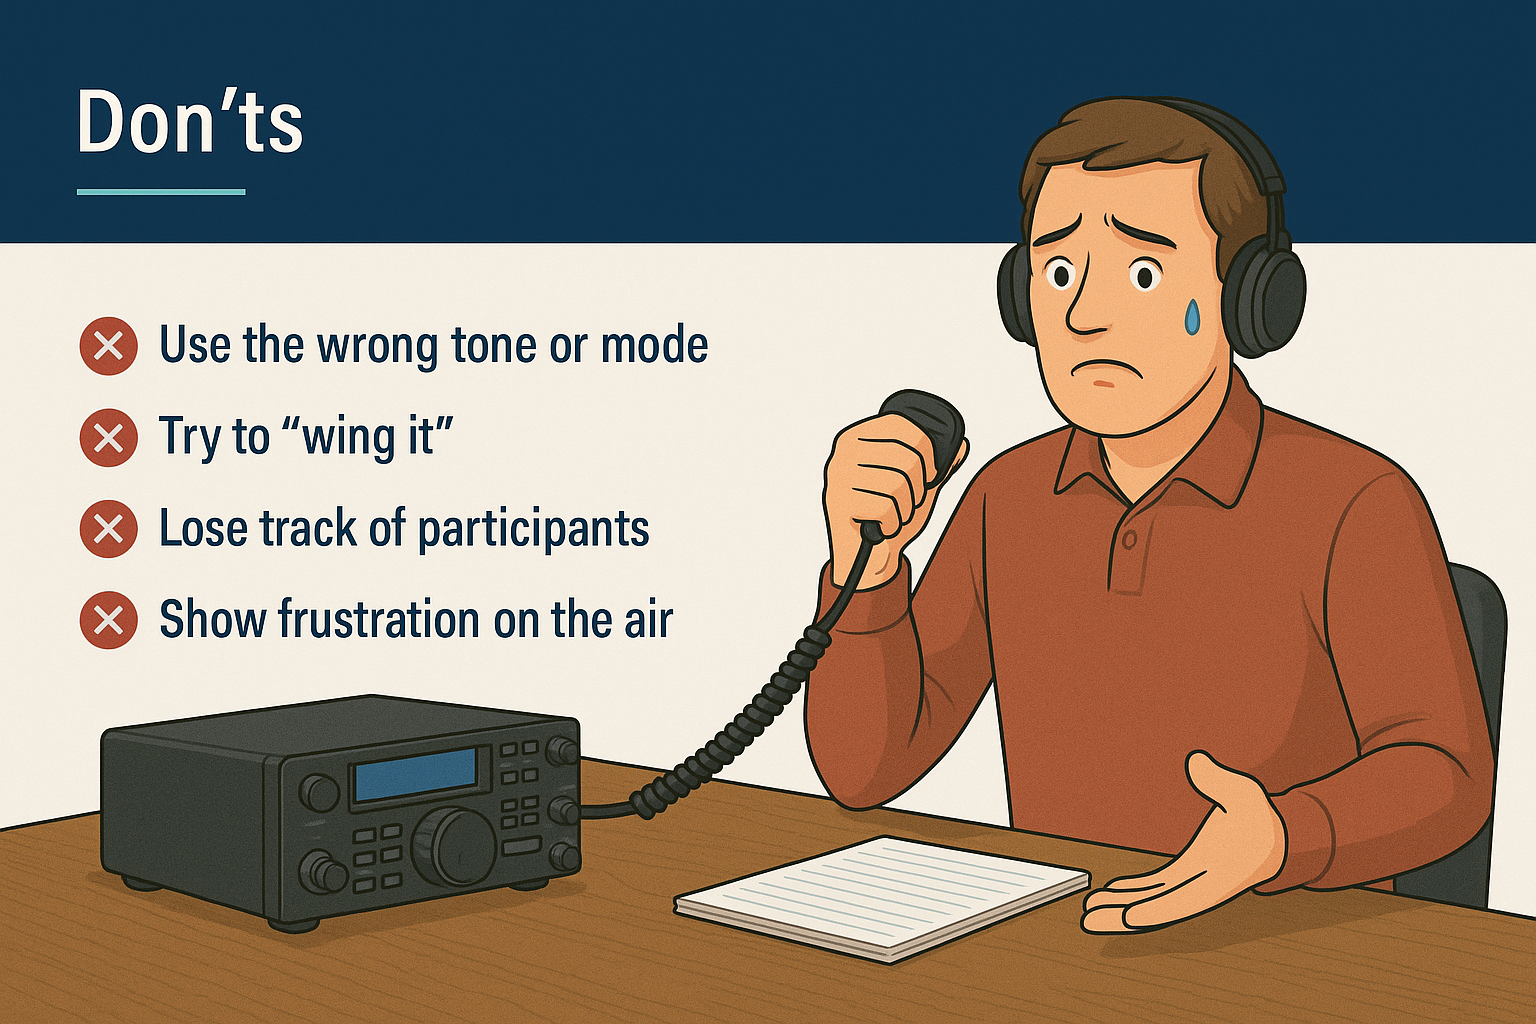 Don’ts
Use the wrong tone or mode
Try to “wing it”
Lose track of participants
Show frustration on the air